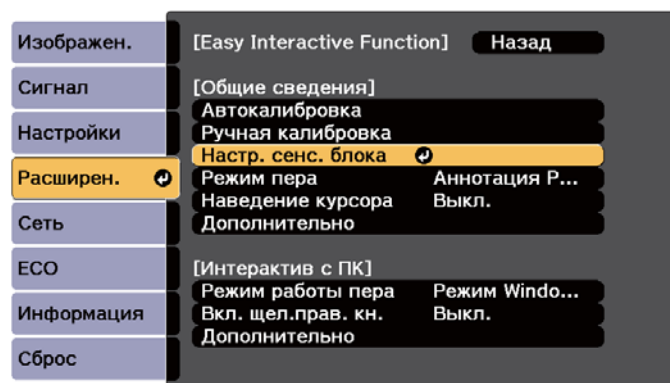 Изображен.
Сигнал
Настройки
Расширен.
Сеть
ECO
Информация
Сброс
[Easy Interactive Function] Назад
[Общие сведения]
Автокалибровка
Ручная калибровка
Настр. сенс. блока
Режим пера Аннотация P...
Наведение курсора Выкл.
Дополнительно
[Интерактив с ПК]
Режим работы пера Режим Windo...
Вкл. щел.прав. кн. Выкл.
Дополнительно